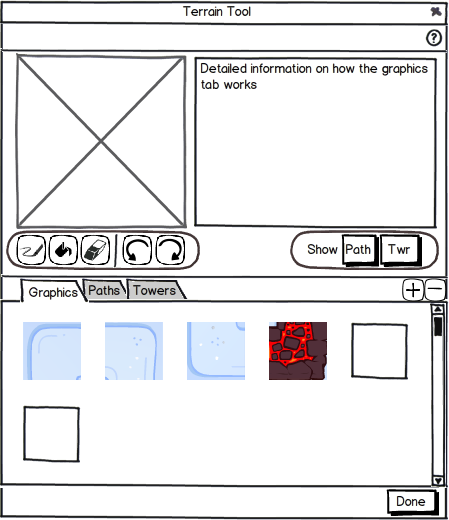 Terrain Tool
?
Detailed information on how the graphics
tab works
Show Path Twr
Graphics Paths Towers
Done